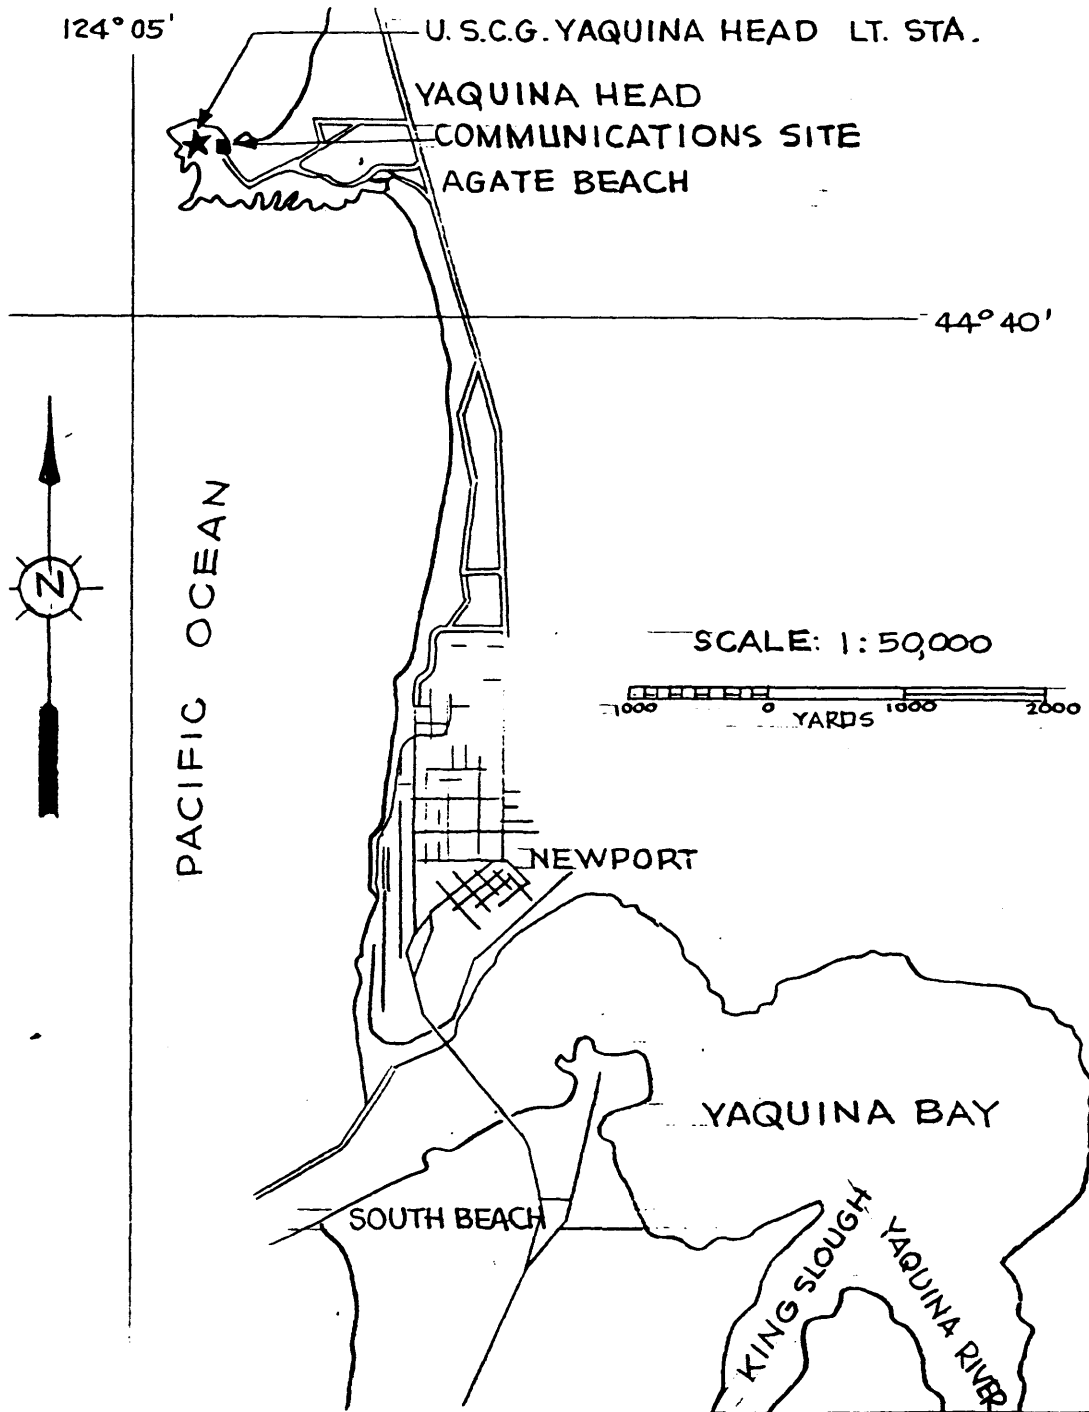 124° 05'
U.S.C.G. YAQUINA HEAD LT. STA.
YAQUINA HEAD
COMMUNICATIONS SITE
AGATE BEACH
44° 40'
N
PACIFIC OCEAN
SCALE: 1:50,000
1000 0 1000 2000
YARDS
NEWPORT
YAQUINA BAY
SOUTH BEACH
KING SLOUGH
YAQUINA RIVER